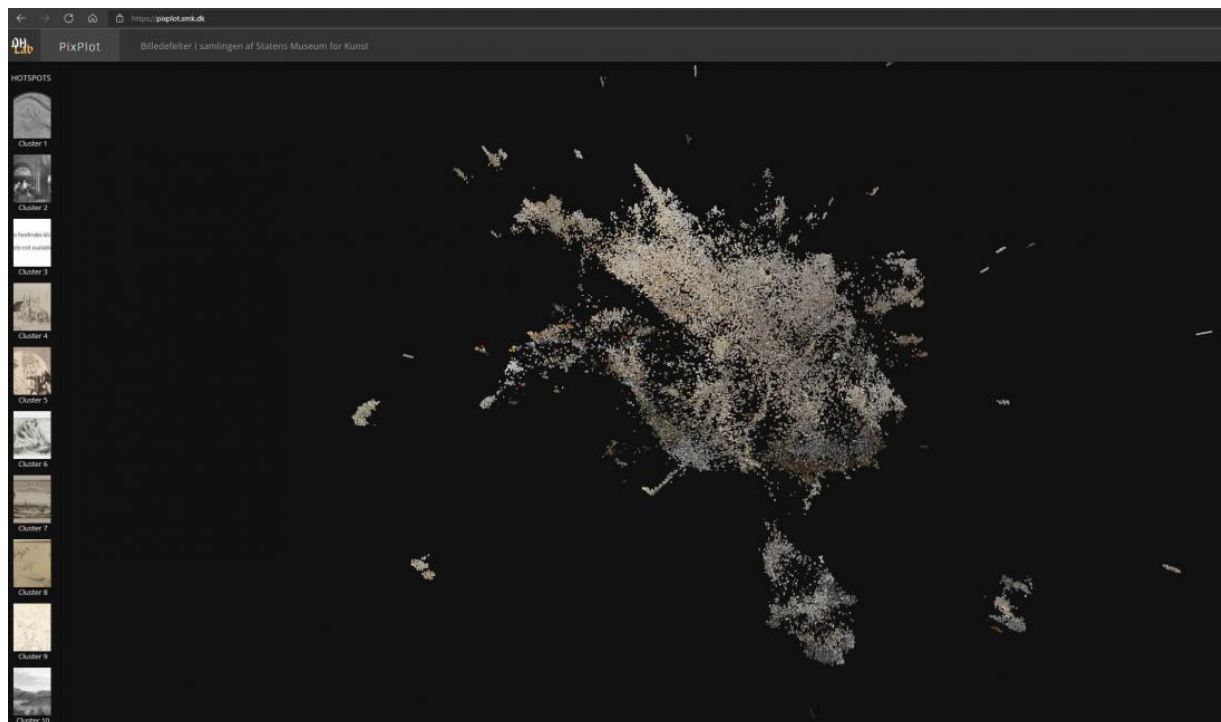 https://pixplot.smk.dk
DH Lab
PixPlot
Billedefelter i samlingen af Statens Museum for Kunst
HOTSPOTS
Cluster 1
Cluster 2
Cluster 3
Cluster 4
Cluster 5
Cluster 6
Cluster 7
Cluster 8
Cluster 9
Cluster 10